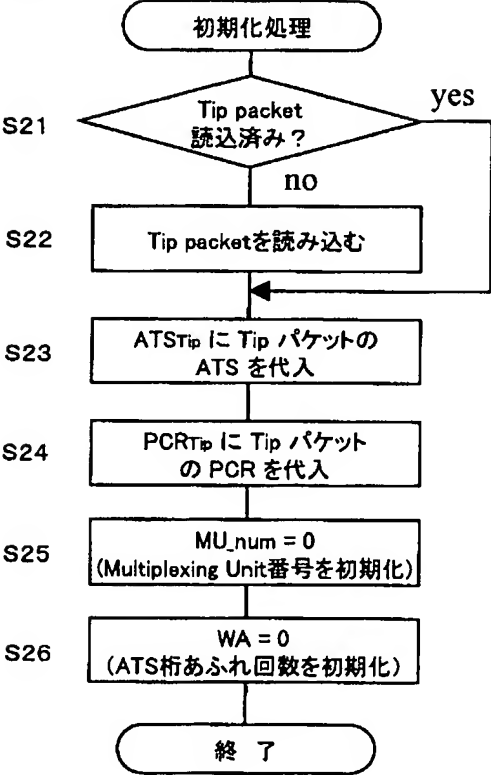 初期化処理
S21
Tip packet
読込済み？
yes
no
S22
Tip packetを読み込む
S23
ATSTip に Tip パケットの
ATS を代入
S24
PCRTip に Tip パケット
の PCR を代入
S25
MU_num = 0
(Multiplexing Unit番号を初期化)
S26
WA = 0
(ATS桁あふれ回数を初期化)
終 了